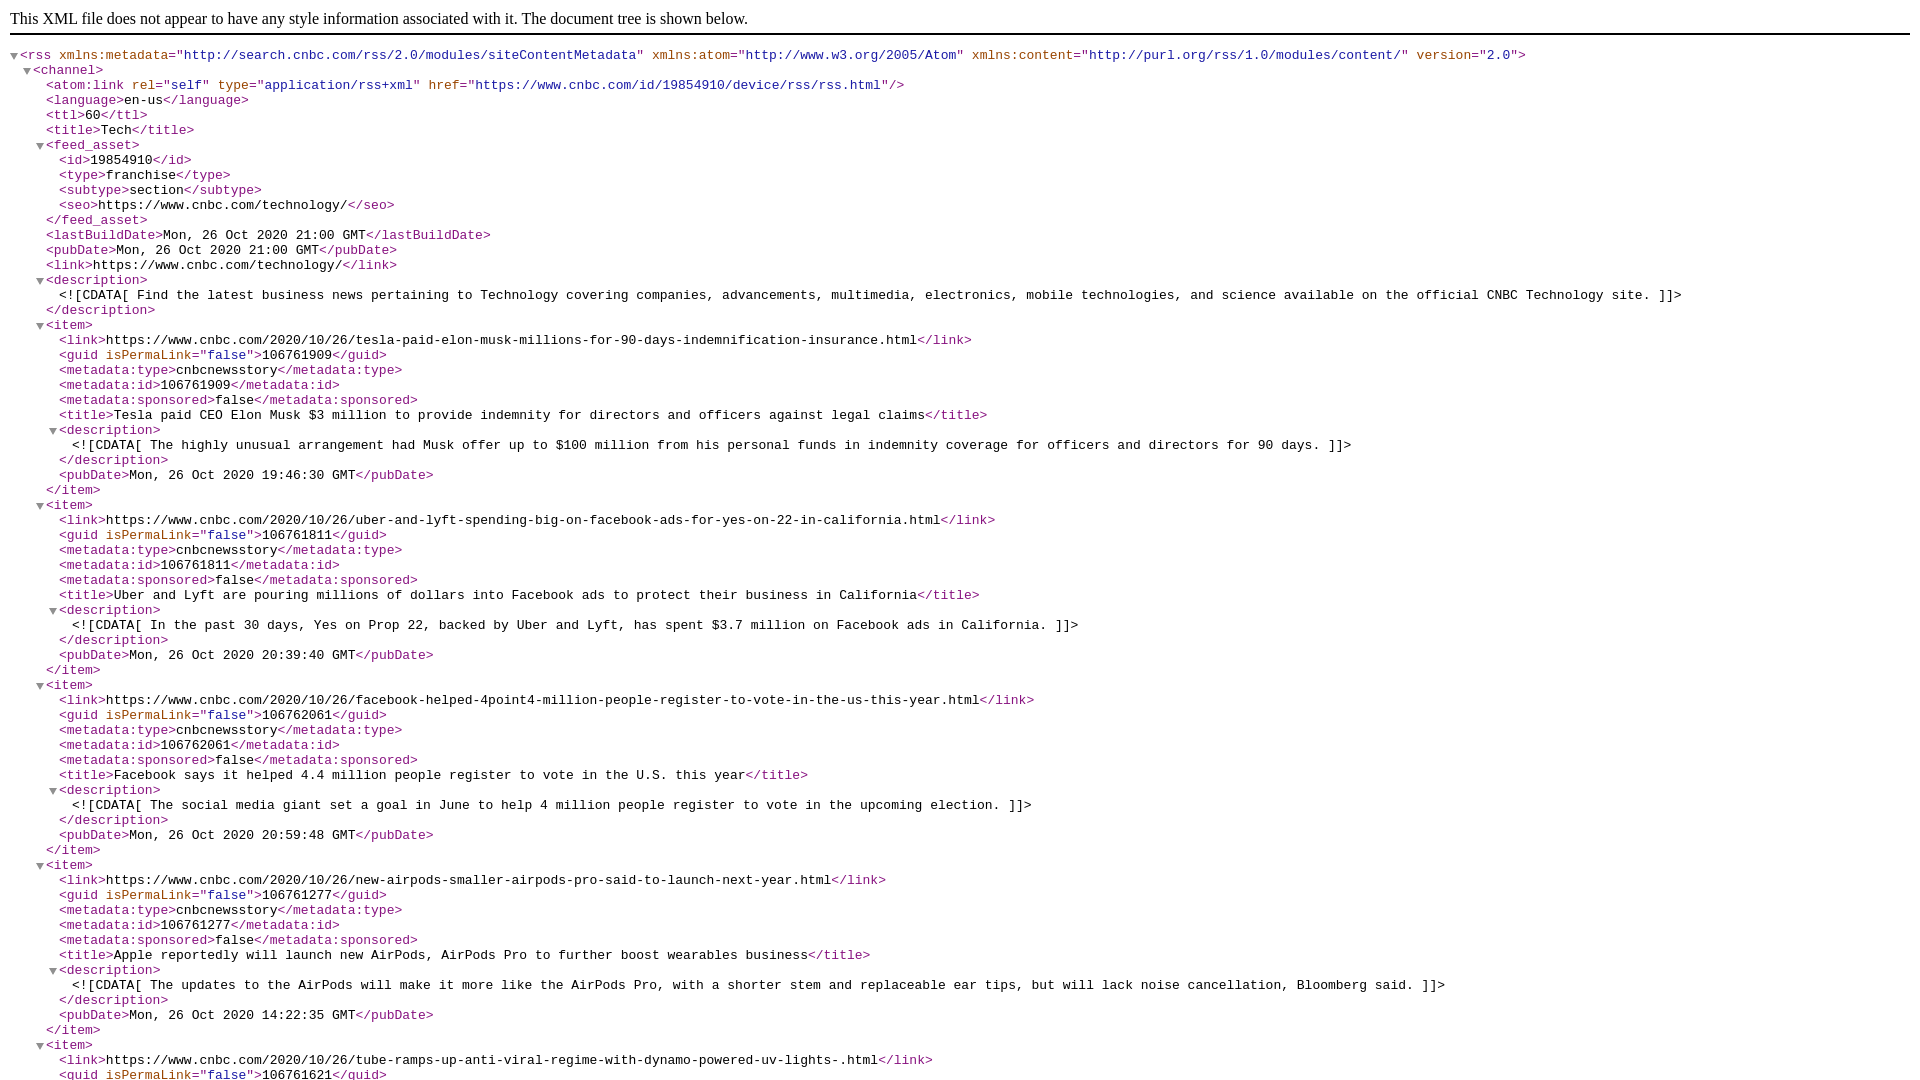 This XML file does not appear to have any style information associated with it. The document tree is shown below.
<rss xmlns:metadata="http://search.cnbc.com/rss/2.0/modules/siteContentMetadata" xmlns:atom="http://www.w3.org/2005/Atom" xmlns:content="http://purl.org/rss/1.0/modules/content/" version="2.0">
<channel>
<atom:link rel="self" type="application/rss+xml" href="https://www.cnbc.com/id/19854910/device/rss/rss.html"/>
<language>en-us</language>
<ttl>60</ttl>
<title>Tech</title>
<feed_asset>
<id>19854910</id>
<type>franchise</type>
<subtype>section</subtype>
<seo>https://www.cnbc.com/technology/</seo>
</feed_asset>
<lastBuildDate>Mon, 26 Oct 2020 21:00 GMT</lastBuildDate>
<pubDate>Mon, 26 Oct 2020 21:00 GMT</pubDate>
<link>https://www.cnbc.com/technology/</link>
<description>
<![CDATA[ Find the latest business news pertaining to Technology covering companies, advancements, multimedia, electronics, mobile technologies, and science available on the official CNBC Technology site. ]]>
</description>
<item>
<link>https://www.cnbc.com/2020/10/26/tesla-paid-elon-musk-millions-for-90-days-indemnification-insurance.html</link>
<guid isPermaLink="false">106761909</guid>
<metadata:type>cnbcnewsstory</metadata:type>
<metadata:id>106761909</metadata:id>
<metadata:sponsored>false</metadata:sponsored>
<title>Tesla paid CEO Elon Musk $3 million to provide indemnity for directors and officers against legal claims</title>
<description>
<![CDATA[ The highly unusual arrangement had Musk offer up to $100 million from his personal funds in indemnity coverage for officers and directors for 90 days. ]]>
</description>
<pubDate>Mon, 26 Oct 2020 19:46:30 GMT</pubDate>
</item>
<item>
<link>https://www.cnbc.com/2020/10/26/uber-and-lyft-spending-big-on-facebook-ads-for-yes-on-22-in-california.html</link>
<guid isPermaLink="false">106761811</guid>
<metadata:type>cnbcnewsstory</metadata:type>
<metadata:id>106761811</metadata:id>
<metadata:sponsored>false</metadata:sponsored>
<title>Uber and Lyft are pouring millions of dollars into Facebook ads to protect their business in California</title>
<description>
<![CDATA[ In the past 30 days, Yes on Prop 22, backed by Uber and Lyft, has spent $3.7 million on Facebook ads in California. ]]>
</description>
<pubDate>Mon, 26 Oct 2020 20:39:40 GMT</pubDate>
</item>
<item>
<link>https://www.cnbc.com/2020/10/26/facebook-helped-4point4-million-people-register-to-vote-in-the-us-this-year.html</link>
<guid isPermaLink="false">106762061</guid>
<metadata:type>cnbcnewsstory</metadata:type>
<metadata:id>106762061</metadata:id>
<metadata:sponsored>false</metadata:sponsored>
<title>Facebook says it helped 4.4 million people register to vote in the U.S. this year</title>
<description>
<![CDATA[ The social media giant set a goal in June to help 4 million people register to vote in the upcoming election. ]]>
</description>
<pubDate>Mon, 26 Oct 2020 20:59:48 GMT</pubDate>
</item>
<item>
<link>https://www.cnbc.com/2020/10/26/new-airpods-smaller-airpods-pro-said-to-launch-next-year.html</link>
<guid isPermaLink="false">106761277</guid>
<metadata:type>cnbcnewsstory</metadata:type>
<metadata:id>106761277</metadata:id>
<metadata:sponsored>false</metadata:sponsored>
<title>Apple reportedly will launch new AirPods, AirPods Pro to further boost wearables business</title>
<description>
<![CDATA[ The updates to the AirPods will make it more like the AirPods Pro, with a shorter stem and replaceable ear tips, but will lack noise cancellation, Bloomberg said. ]]>
</description>
<pubDate>Mon, 26 Oct 2020 14:22:35 GMT</pubDate>
</item>
<item>
<link>https://www.cnbc.com/2020/10/26/tube-ramps-up-anti-viral-regime-with-dynamo-powered-uv-lights-.html</link>
<guid isPermaLink="false">106761621</guid>